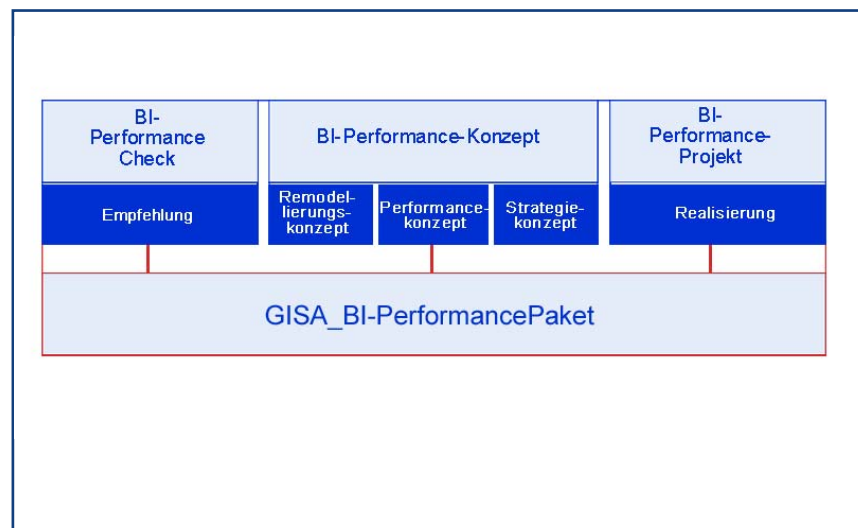 BI-
Performance
Check
BI-Performance-Konzept
BI-
Performance-
Projekt
Empfehlung
Remodel-
lierungs-
konzept
Performance-
konzept
Strategie-
konzept
Realisierung
GISA_BI-PerformancePaket